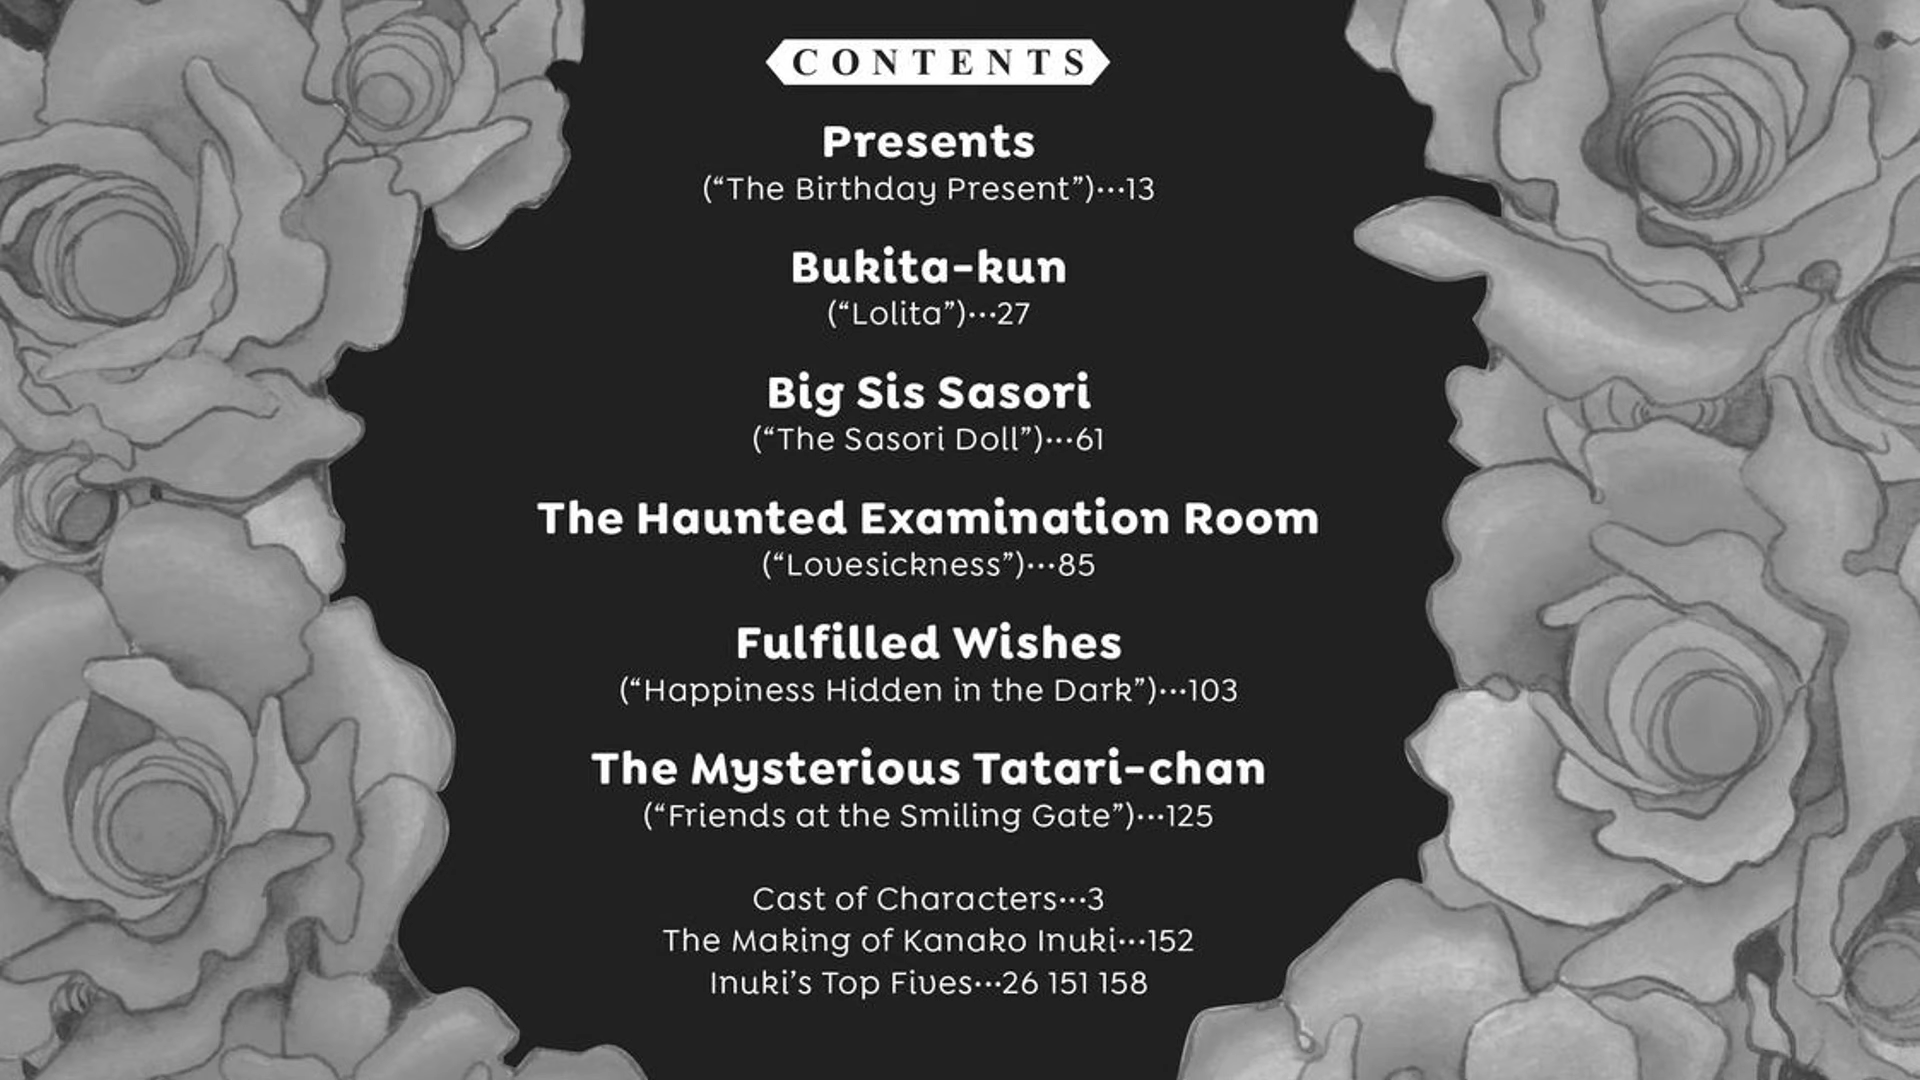 CONTENTS
Presents
(“The Birthday Present”)···13
Bukita-kun
(“Lolita”)···27
Big Sis Sasori
(“The Sasori Doll”)···61
The Haunted Examination Room
(“Lovesickness”)···85
Fulfilled Wishes
(“Happiness Hidden in the Dark”)···103
The Mysterious Tatari-chan
(“Friends at the Smiling Gate”)···125
Cast of Characters···3
The Making of Kanako Inuki···152
Inuki’s Top Fives···26 151 158